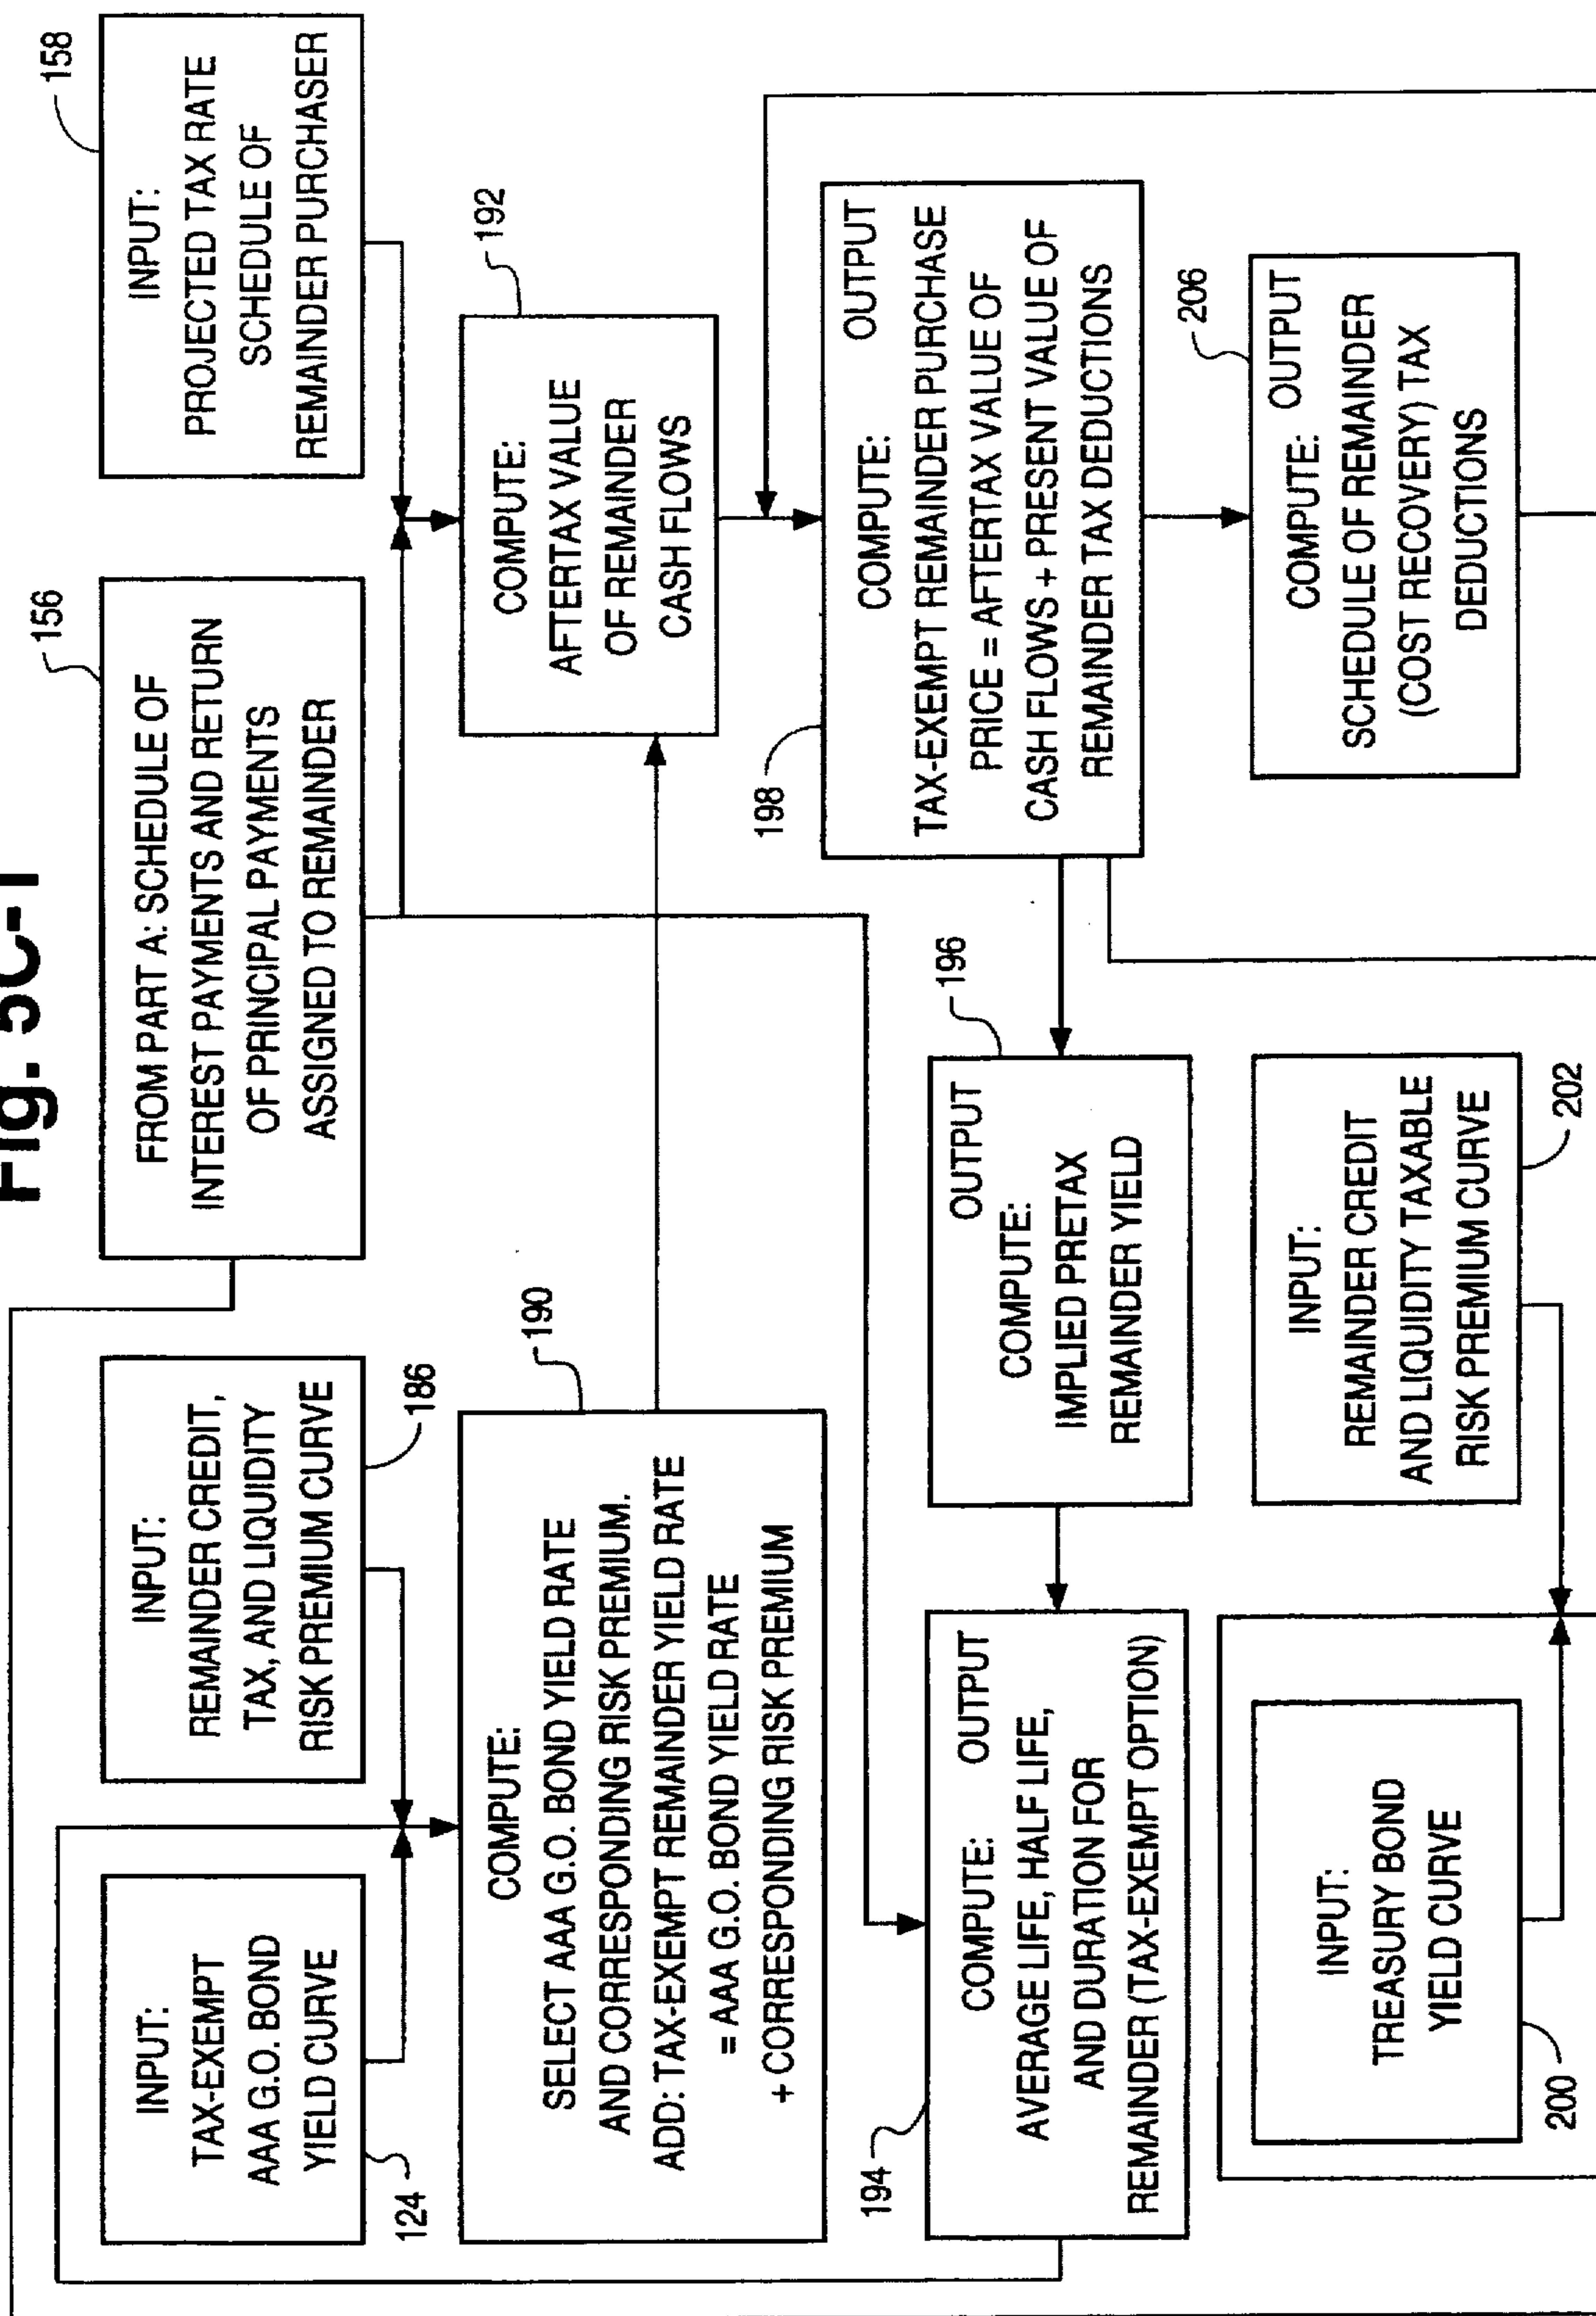 Fig. 5C-1
INPUT:
TAX-EXEMPT
AAA G.O. BOND
YIELD CURVE
124
INPUT:
REMAINDER CREDIT,
TAX, AND LIQUIDITY
RISK PREMIUM CURVE
186
FROM PART A: SCHEDULE OF
INTEREST PAYMENTS AND RETURN
OF PRINCIPAL PAYMENTS
ASSIGNED TO REMAINDER
156
INPUT:
PROJECTED TAX RATE
SCHEDULE OF
REMAINDER PURCHASER
158
COMPUTE:
SELECT AAA G.O. BOND YIELD RATE
AND CORRESPONDING RISK PREMIUM.
ADD: TAX-EXEMPT REMAINDER YIELD RATE
= AAA G.O. BOND YIELD RATE
+ CORRESPONDING RISK PREMIUM
190
COMPUTE:
AFTERTAX VALUE
OF REMAINDER
CASH FLOWS
192
COMPUTE: OUTPUT
AVERAGE LIFE, HALF LIFE,
AND DURATION FOR
REMAINDER (TAX-EXEMPT OPTION)
194
OUTPUT
COMPUTE:
IMPLIED PRETAX
REMAINDER YIELD
196
COMPUTE: OUTPUT
TAX-EXEMPT REMAINDER PURCHASE
PRICE = AFTERTAX VALUE OF
CASH FLOWS + PRESENT VALUE OF
REMAINDER TAX DEDUCTIONS
198
INPUT:
TREASURY BOND
YIELD CURVE
200
INPUT:
REMAINDER CREDIT
AND LIQUIDITY TAXABLE
RISK PREMIUM CURVE
202
COMPUTE: OUTPUT
SCHEDULE OF REMAINDER
(COST RECOVERY) TAX
DEDUCTIONS
206